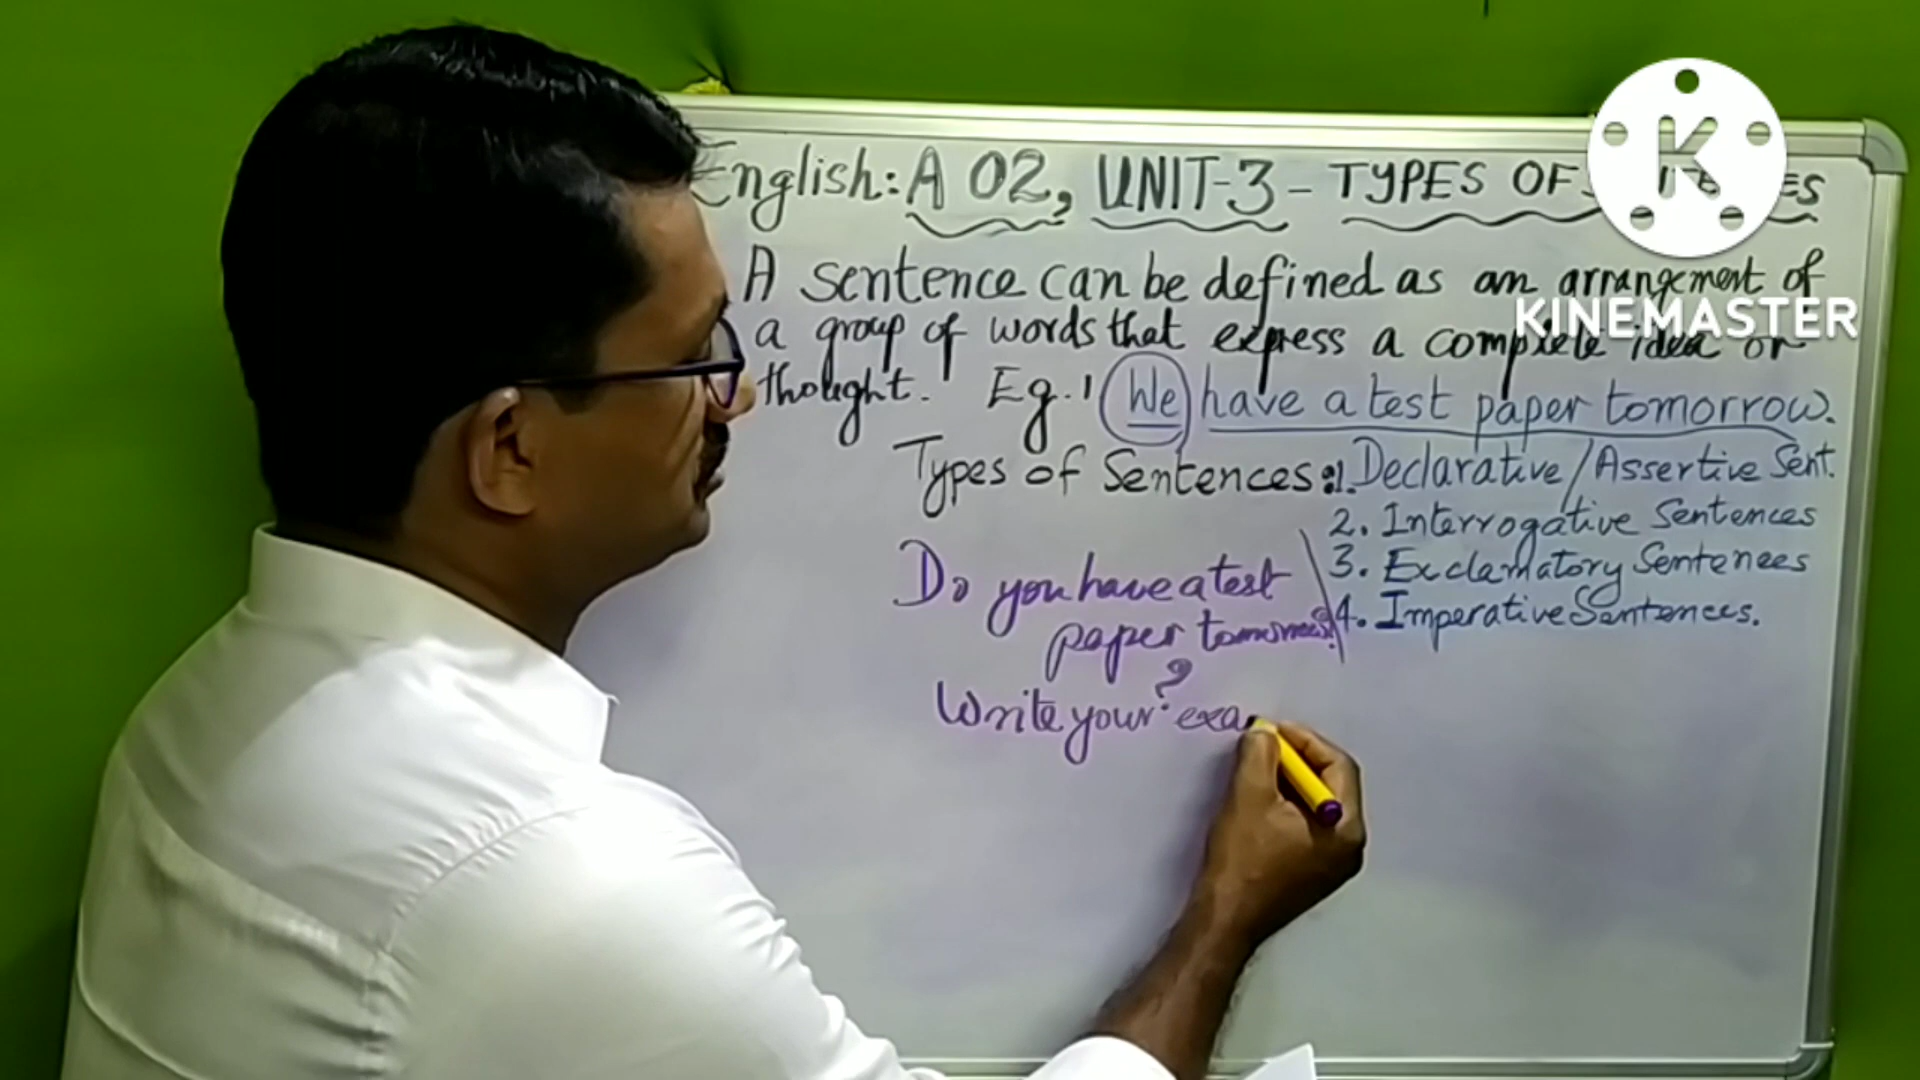 English: A 02, UNIT-3 - TYPES OF
A sentence can be defined as an arrangement of
a group of words that express a complete idea or
thought. Eg. 1 We have a test paper tomorrow.
Types of Sentences: 1. Declarative/Assertive Sent.
2. Interrogative Sentences
3. Exclamatory Sentences
4. Imperative Sentences.
Do you have a test
paper tomorrow?
?
Write your exa
K
KINEMASTER